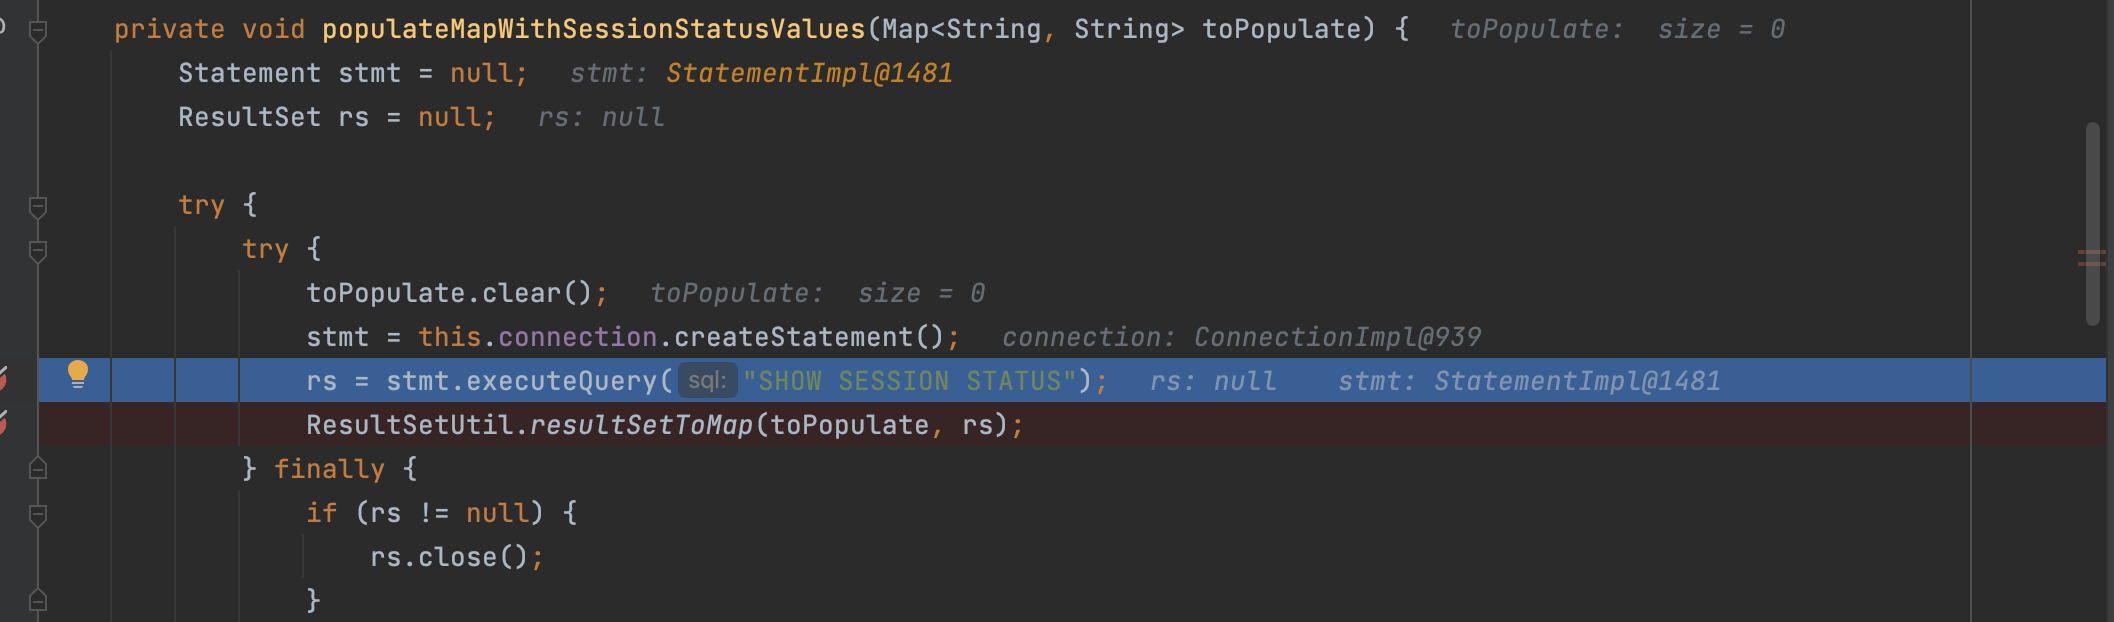 private void populateMapWithSessionStatusValues(Map<String, String> toPopulate) {  toPopulate:  size = 0
Statement stmt = null;  stmt: StatementImpl@1481
ResultSet rs = null;  rs: null
try {
try {
toPopulate.clear();  toPopulate:  size = 0
stmt = this.connection.createStatement();  connection: ConnectionImpl@939
rs = stmt.executeQuery( sql: "SHOW SESSION STATUS");  rs: null    stmt: StatementImpl@1481
ResultSetUtil.resultSetToMap(toPopulate, rs);
} finally {
if (rs != null) {
rs.close();
}